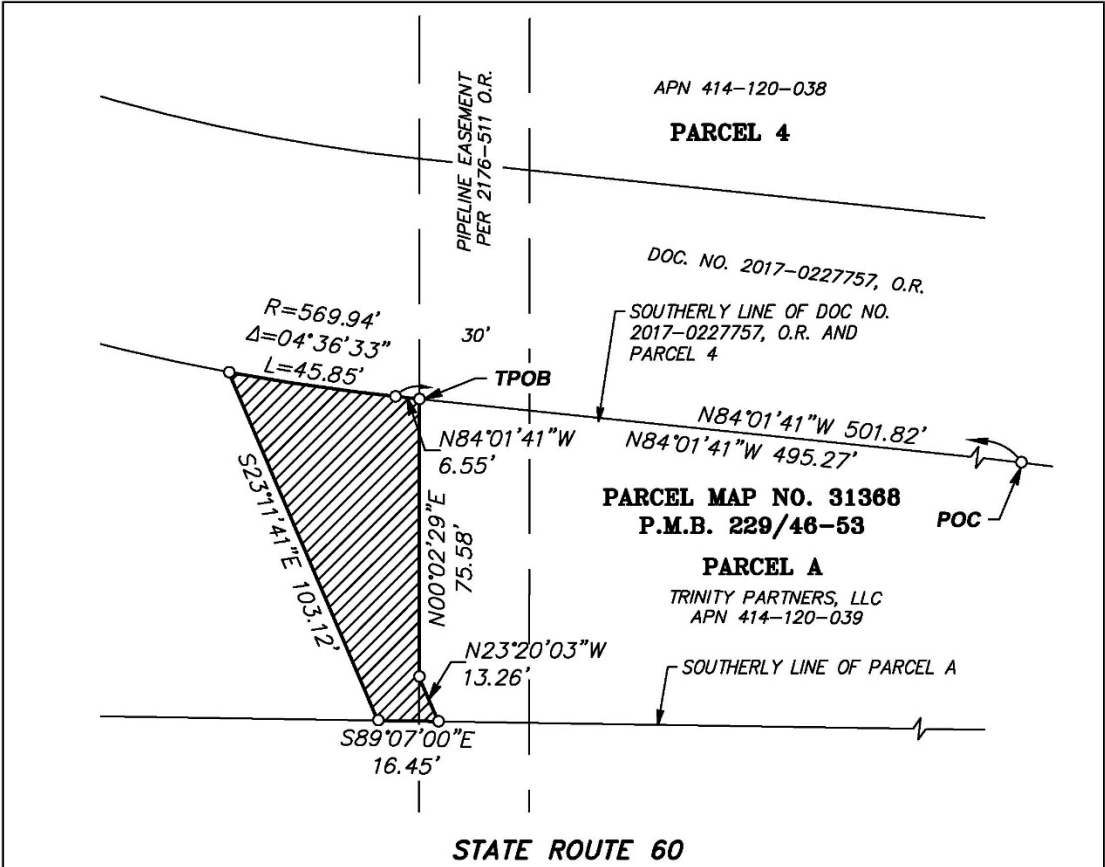 APN 414-120-038
PARCEL 4
PIPELINE EASEMENT
PER 2176-511 O.R.
DOC. NO. 2017-0227757, O.R.
R=569.94'
Δ=04°36'33"
L=45.85'
30'
SOUTHERLY LINE OF DOC NO.
2017-0227757, O.R. AND
PARCEL 4
TPOB
N84°01'41"W
6.55'
N84°01'41"W 501.82'
N84°01'41"W 495.27'
POC
S23°11'41"E 103.12'
N00°02'29"E
75.58'
PARCEL MAP NO. 31368
P.M.B. 229/46-53
PARCEL A
TRINITY PARTNERS, LLC
APN 414-120-039
N23°20'03"W
13.26'
SOUTHERLY LINE OF PARCEL A
S89°07'00"E
16.45'
STATE ROUTE 60